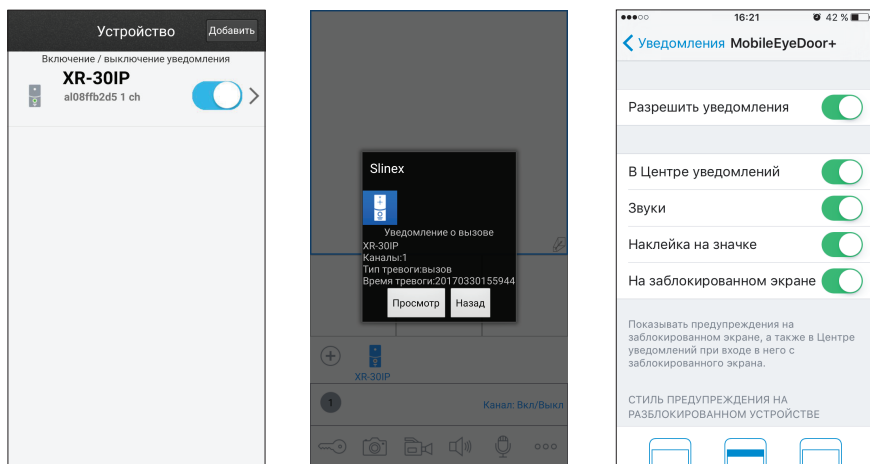 Устройство
Добавить
Включение / выключение уведомления
XR-30IP
al08ffb2d5 1 ch
Slinex
Уведомление о вызове
XR-30IP
Каналы:1
Тип тревоги:вызов
Время тревоги:20170330155944
Просмотр
Назад
XR-30IP
1
Канал: Вкл/Выкл
16:21
42 %
Уведомления MobileEyeDoor+
Разрешить уведомления
В Центре уведомлений
Звуки
Наклейка на значке
На заблокированном экране
Показывать предупреждения на
заблокированном экране, а также в Центре
уведомлений при входе в него с
заблокированного экрана.
СТИЛЬ ПРЕДУПРЕЖДЕНИЯ НА
РАЗБЛОКИРОВАННОМ УСТРОЙСТВЕ